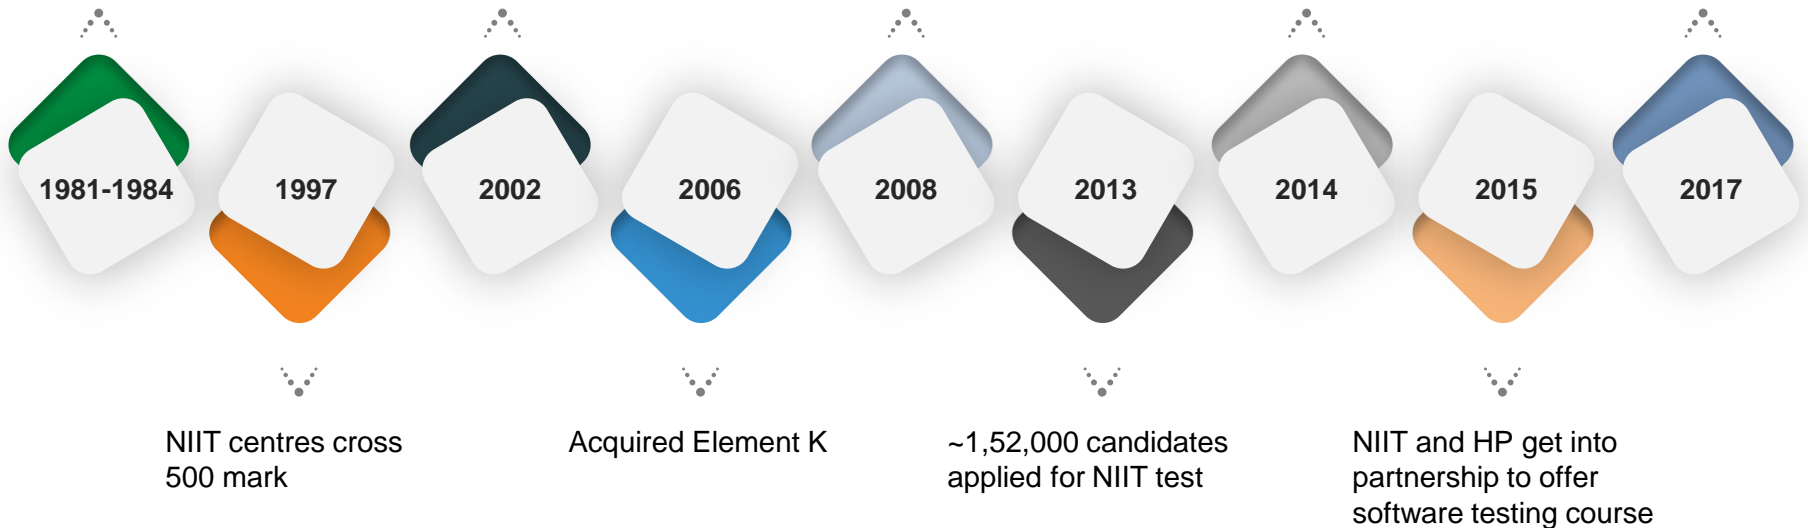 1981-1984
1997
2002
2006
2008
2013
2014
2015
2017
NIIT centres cross
500 mark
Acquired Element K
~1,52,000 candidates
applied for NIIT test
NIIT and HP get into
partnership to offer
software testing course